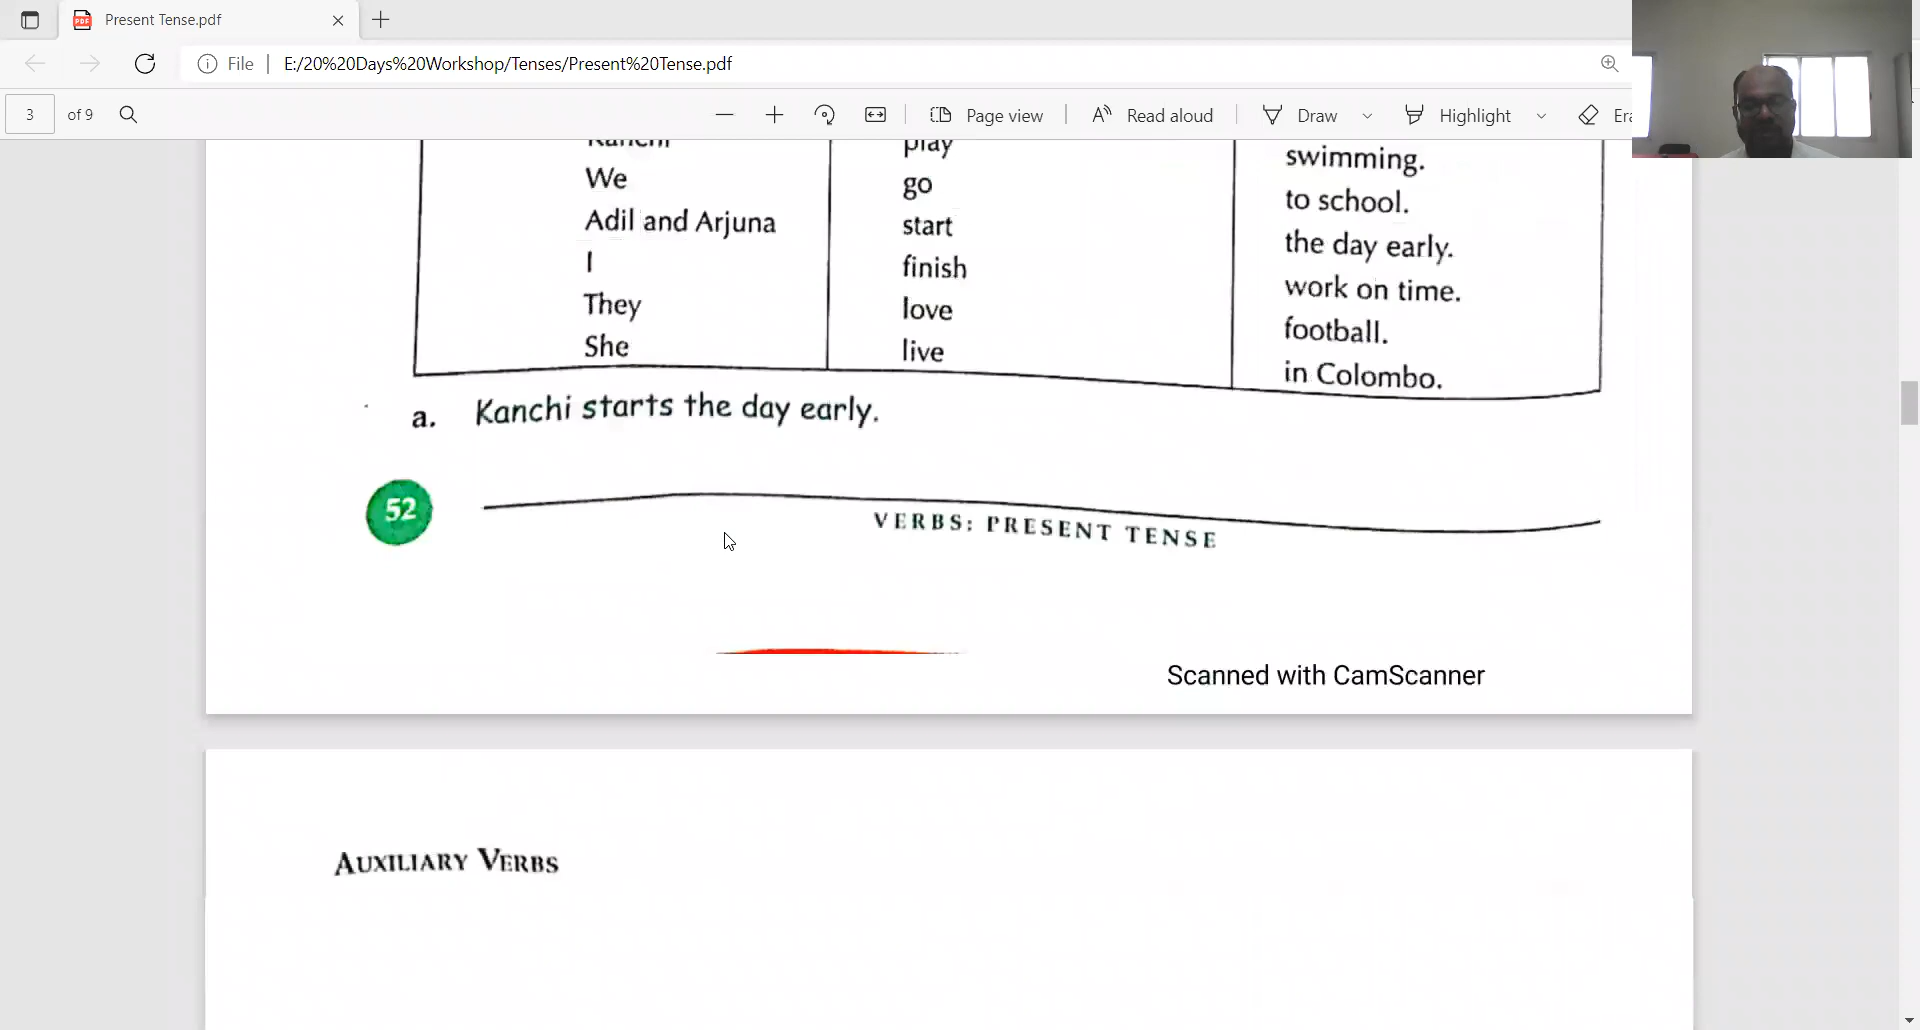 Present Tense.pdf
File E:/20%20Days%20Workshop/Tenses/Present%20Tense.pdf
3 of 9 Page view Read aloud Draw Highlight Era
Kanchi play swimming.
We go to school.
Adil and Arjuna start the day early.
I finish work on time.
They love football.
She live in Colombo.
a. Kanchi starts the day early.
52
VERBS: PRESENT TENSE
Scanned with CamScanner
AUXILIARY VERBS